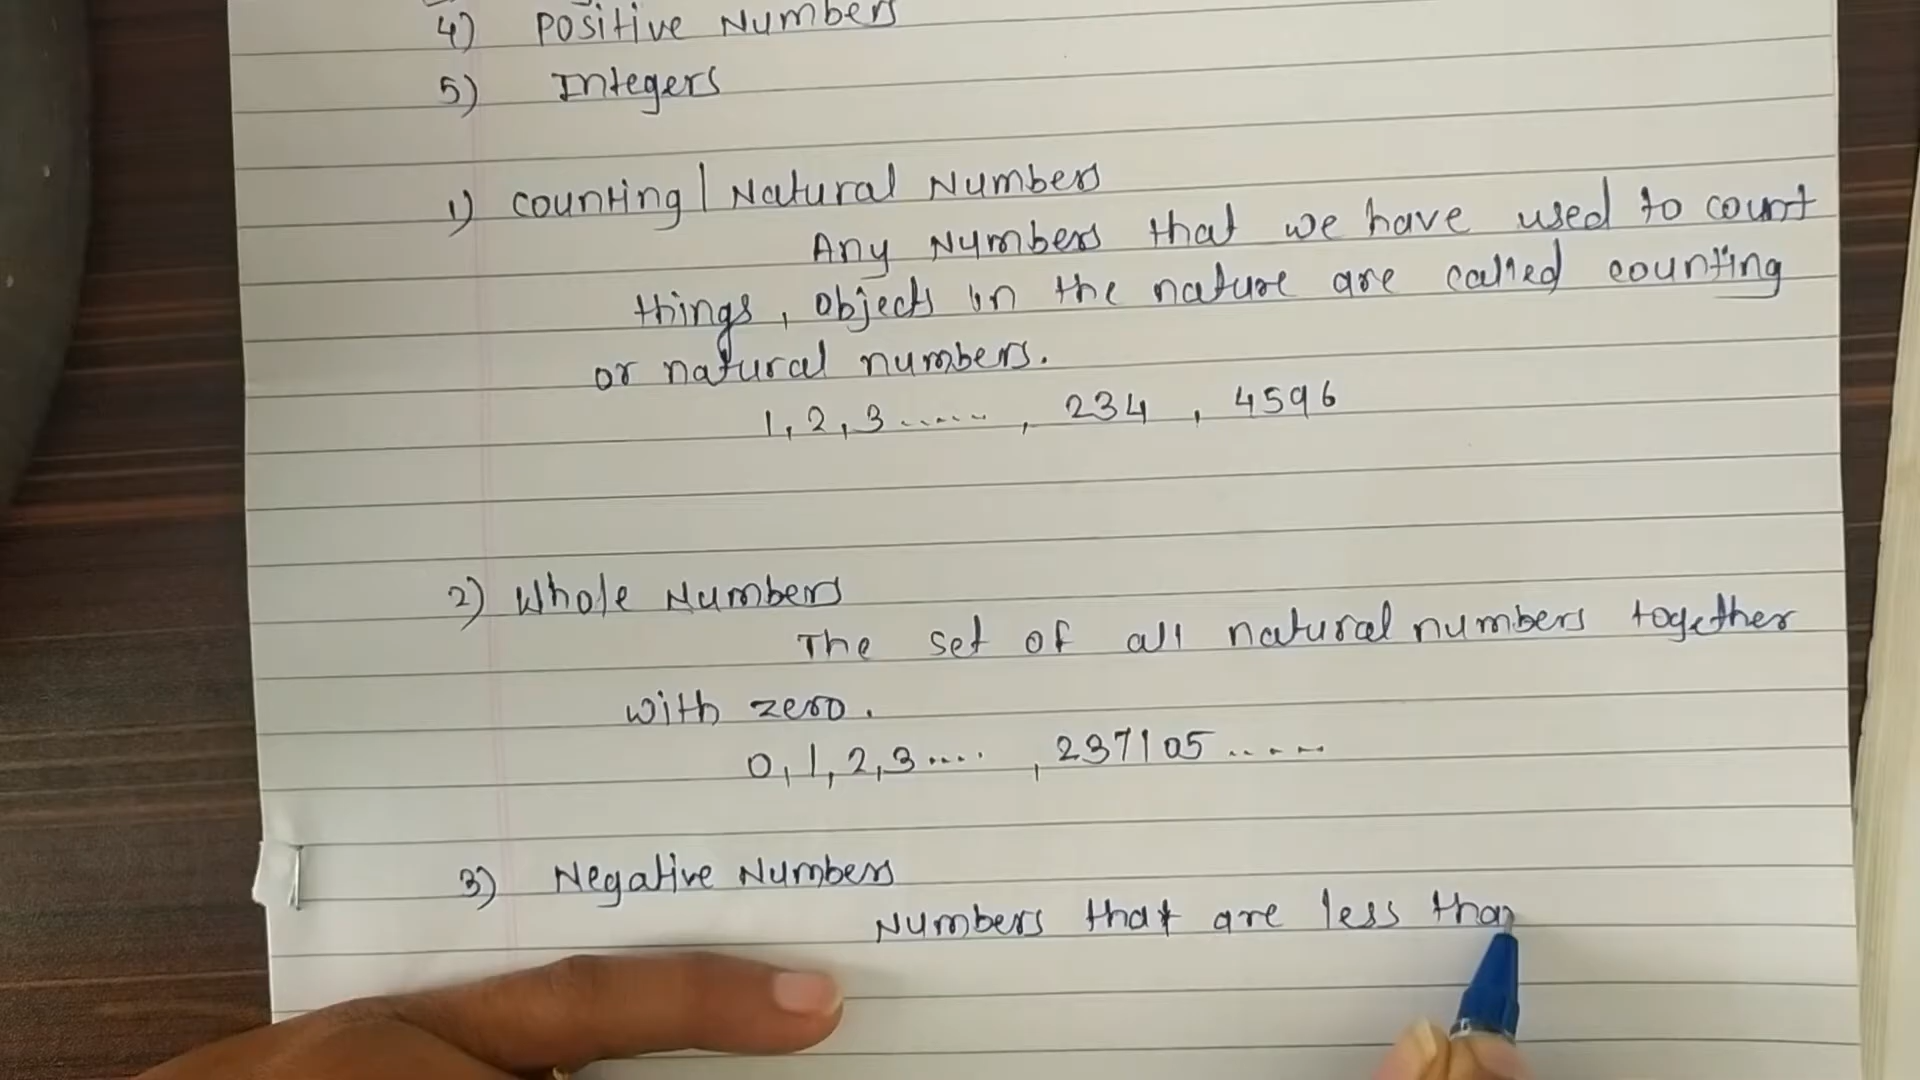 4) Positive Numbers
5) Integers
1) Counting | Natural Numbers
Any Numbers that we have used to count
things, objects in the nature are called counting
or natural numbers.
1, 2, 3 ....., 234, 4596
2) Whole Numbers
The set of all natural numbers together
with zero.
0, 1, 2, 3 ...., 237105 .....
3) Negative Numbers
Numbers that are less than